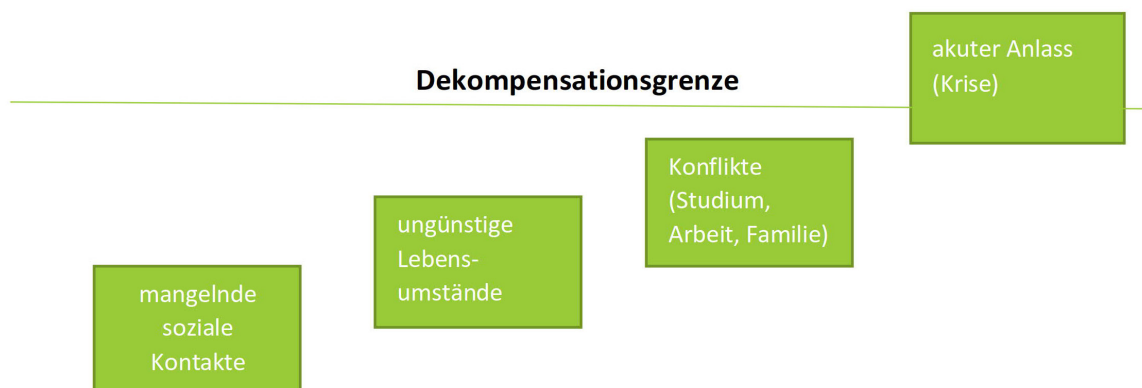 akuter Anlass
(Krise)
Dekompensationsgrenze
Konflikte
(Studium,
Arbeit, Familie)
ungünstige
Lebens-
umstände
mangelnde
soziale
Kontakte